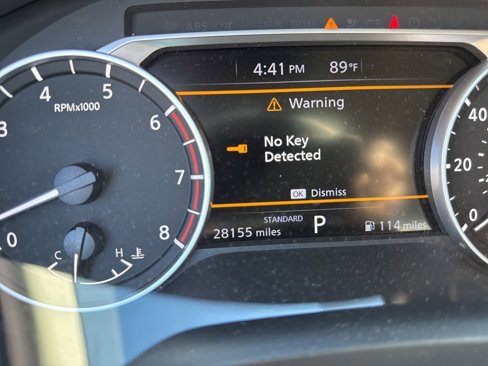 4:41 PM 89°F
Warning
No Key
Detected
OK Dismiss
STANDARD
28155 miles P 114 miles
RPMx1000
3
4
5
6
7
8
0
C H
40
20
0